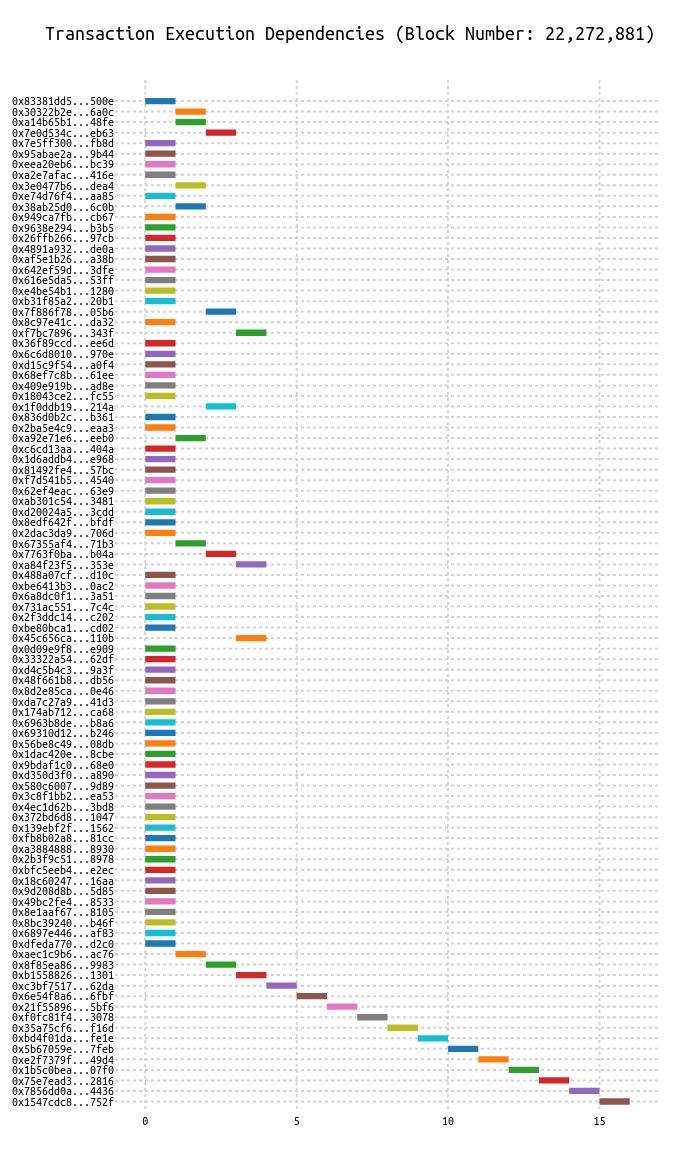 Transaction Execution Dependencies (Block Number: 22,272,881)
0x83381dd5...500e
0x30322b2e...6a0c
0xa14b65b1...48fe
0x7e0d534c...eb63
0x7e5ff300...fb8d
0x95abae2a...9b44
0xeea20eb6...bc39
0xa2e7afac...416e
0x3e0477b6...dea4
0xe74d76f4...aa85
0x38ab25d0...6c0b
0x949ca7fb...cb67
0x9638e294...b3b5
0x26ffb266...97cb
0x4891a932...de0a
0xaf5e1b26...a38b
0x642ef59d...3dfe
0x616e5da5...53ff
0xe4be54b1...1280
0xb31f85a2...20b1
0x7f886f78...05b6
0x8c97e41c...da32
0xf7bc7896...343f
0x36f89ccd...ee6d
0x6c6d8010...970e
0xd15c9f54...a0f4
0x68ef7c8b...61ee
0x409e919b...ad8e
0x18043ce2...fc55
0x1f0ddb19...214a
0x836d0b2c...b361
0x2ba5e4c9...eaa3
0xa92e71e6...eeb0
0xc6cd13aa...404a
0x1d6addb4...e968
0x81492fe4...57bc
0xf7d541b5...4540
0x62ef4eac...63e9
0xab301c54...3481
0xd20024a5...3cdd
0x8edf642f...bfdf
0x2dac3da9...706d
0x67355af4...71b3
0x7763f0ba...b04a
0xa84f23f5...353e
0x488a07cf...d10c
0xbe6413b3...0ac2
0x6a8dc0f1...3a51
0x731ac551...7c4c
0x2f3ddc14...c202
0xbe80bca1...cd02
0x45c656ca...110b
0x0d09e9f8...e909
0x33322a54...62df
0xd4c5b4c3...9a3f
0x48f661b8...db56
0x8d2e85ca...0e46
0xda7c27a9...41d3
0x174ab712...ca68
0x6963b8de...b8a6
0x69310d12...b246
0x56be8c49...08db
0x1dac420e...8cbe
0x9bdaf1c0...68e0
0xd350d3f0...a890
0x580c6007...9d89
0x3c8f1bb2...ea53
0x4ec1d62b...3bd8
0x372bd6d8...1047
0x139ebf2f...1562
0xfb8b02a8...81cc
0xa3884888...8930
0x2b3f9c51...8978
0xbfc5eeb4...e2ec
0x18c60247...16aa
0x9d208d8b...5d85
0x49bc2fe4...8533
0x8e1aaf67...8105
0x8bc39240...b46f
0x6897e446...af83
0xdfeda770...d2c0
0xaec1c9b6...ac76
0x8f85ea86...9983
0xb1558826...1301
0xc3bf7517...62da
0x6e54f8a6...6fbf
0x21f55896...5bf6
0xf0fc81f4...3078
0x35a75cf6...f16d
0xbd4f01da...fe1e
0x5b67059e...7feb
0xe2f7379f...49d4
0x1b5c0bea...07f0
0x75e7ead3...2816
0x7856dd0a...4436
0x1547cdc8...752f
0 5 10 15